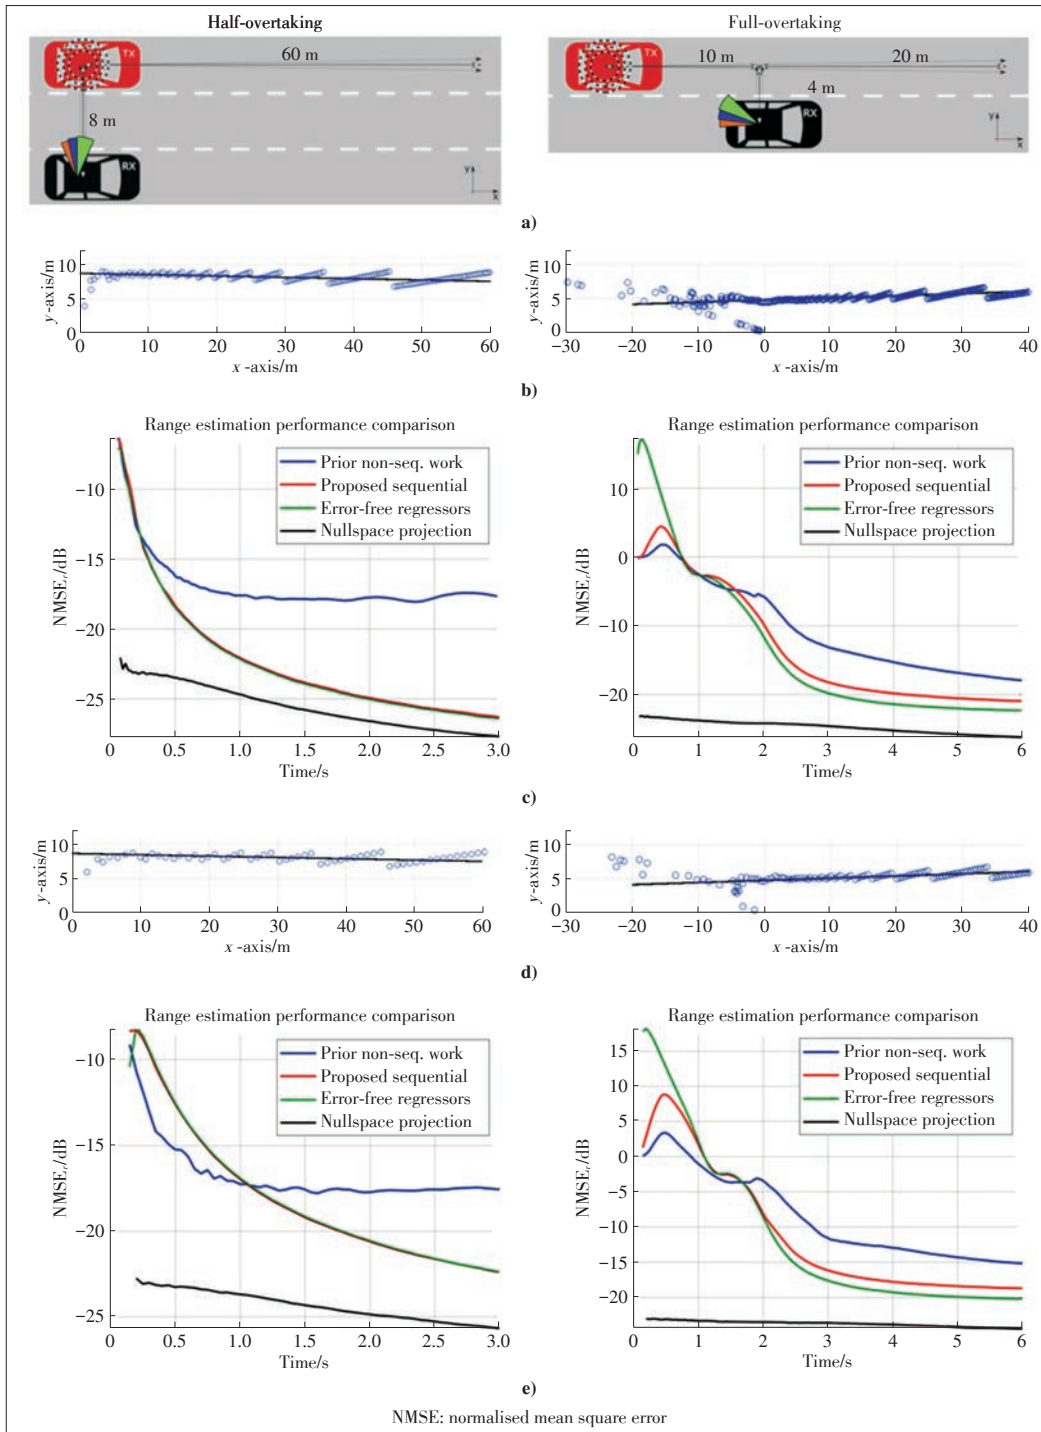 Half-overtaking
Full-overtaking
TX
60 m
8 m
RX
y
x
TX
10 m
20 m
4 m
RX
y
x
a)
y-axis/m
10
5
0
0 10 20 30 40 50 60
x -axis/m
y-axis/m
10
5
0
−30 −20 −10 0 10 20 30 40
x -axis/m
b)
Range estimation performance comparison
Prior non-seq. work
Proposed sequential
Error-free regressors
Nullspace projection
NMSEr/dB
−10
−15
−20
−25
0 0.5 1.0 1.5 2.0 2.5 3.0
Time/s
Range estimation performance comparison
Prior non-seq. work
Proposed sequential
Error-free regressors
Nullspace projection
NMSEr/dB
10
0
−10
−20
0 1 2 3 4 5 6
Time/s
c)
y-axis/m
10
5
0
0 10 20 30 40 50 60
x -axis/m
y-axis/m
10
5
0
−30 −20 −10 0 10 20 30 40
x -axis/m
d)
Range estimation performance comparison
Prior non-seq. work
Proposed sequential
Error-free regressors
Nullspace projection
NMSEr/dB
−10
−15
−20
−25
0 0.5 1.0 1.5 2.0 2.5 3.0
Time/s
Range estimation performance comparison
Prior non-seq. work
Proposed sequential
Error-free regressors
Nullspace projection
NMSEr/dB
15
10
5
0
−5
−10
−15
−20
0 1 2 3 4 5 6
Time/s
e)
NMSE: normalised mean square error